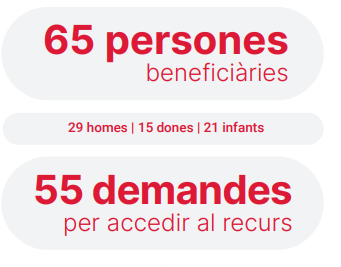 65 persones
beneficiàries
29 homes | 15 dones | 21 infants
55 demandes
per accedir al recurs